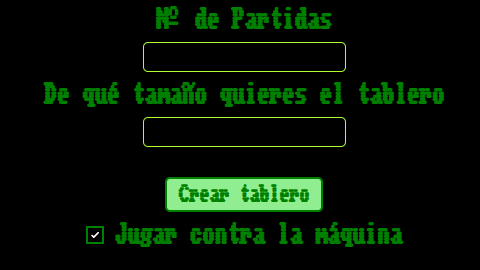 Nº de Partidas
De qué tamaño quieres el tablero
Crear tablero
Jugar contra la máquina